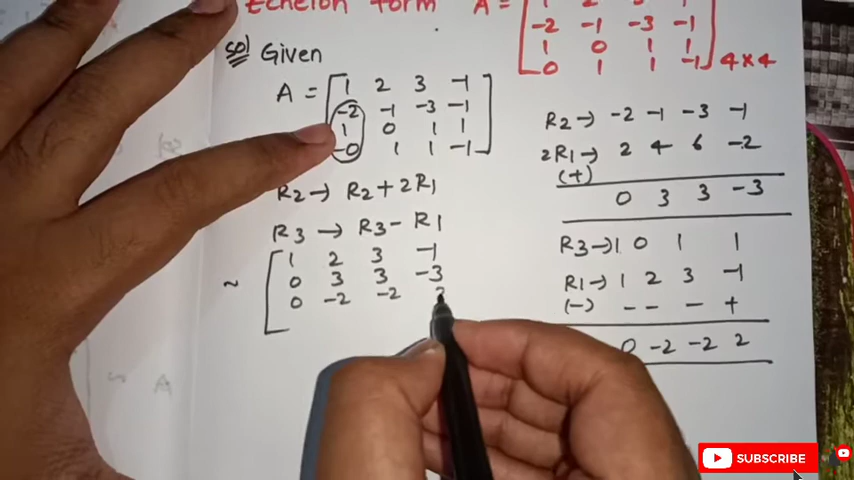 Echelon form A =
-2 -1 -3 -1
1 0 1 1
0 1 1 -1 4×4
Sol Given
A = 1 2 3 -1
-2 -1 -3 -1
1 0 1 1
-0 1 1 -1
R2 → R2 + 2R1
R3 → R3 - R1
~ 1 2 3 -1
0 3 3 -3
0 -2 -2
R2→ -2 -1 -3 -1
2R1→ 2 4 6 -2
(+)
0 3 3 -3
R3→ 1 0 1 1
R1→ 1 2 3 -1
(-) - - - +
0 -2 -2 2
SUBSCRIBE